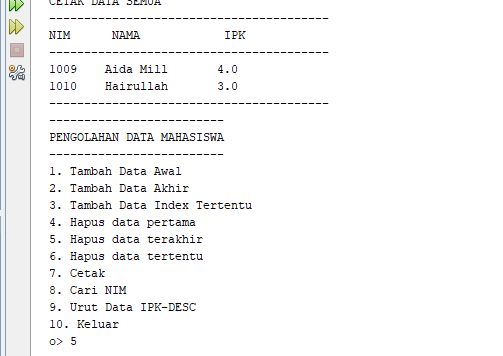 CETAK DATA SEMUA
----------------------------------------
NIM      NAMA            IPK
----------------------------------------
1009    Aida Mill       4.0
1010    Hairullah       3.0
----------------------------------------
-------------------------
PENGOLAHAN DATA MAHASISWA
-------------------------
1. Tambah Data Awal
2. Tambah Data Akhir
3. Tambah Data Index Tertentu
4. Hapus data pertama
5. Hapus data terakhir
6. Hapus data tertentu
7. Cetak
8. Cari NIM
9. Urut Data IPK-DESC
10. Keluar
o> 5